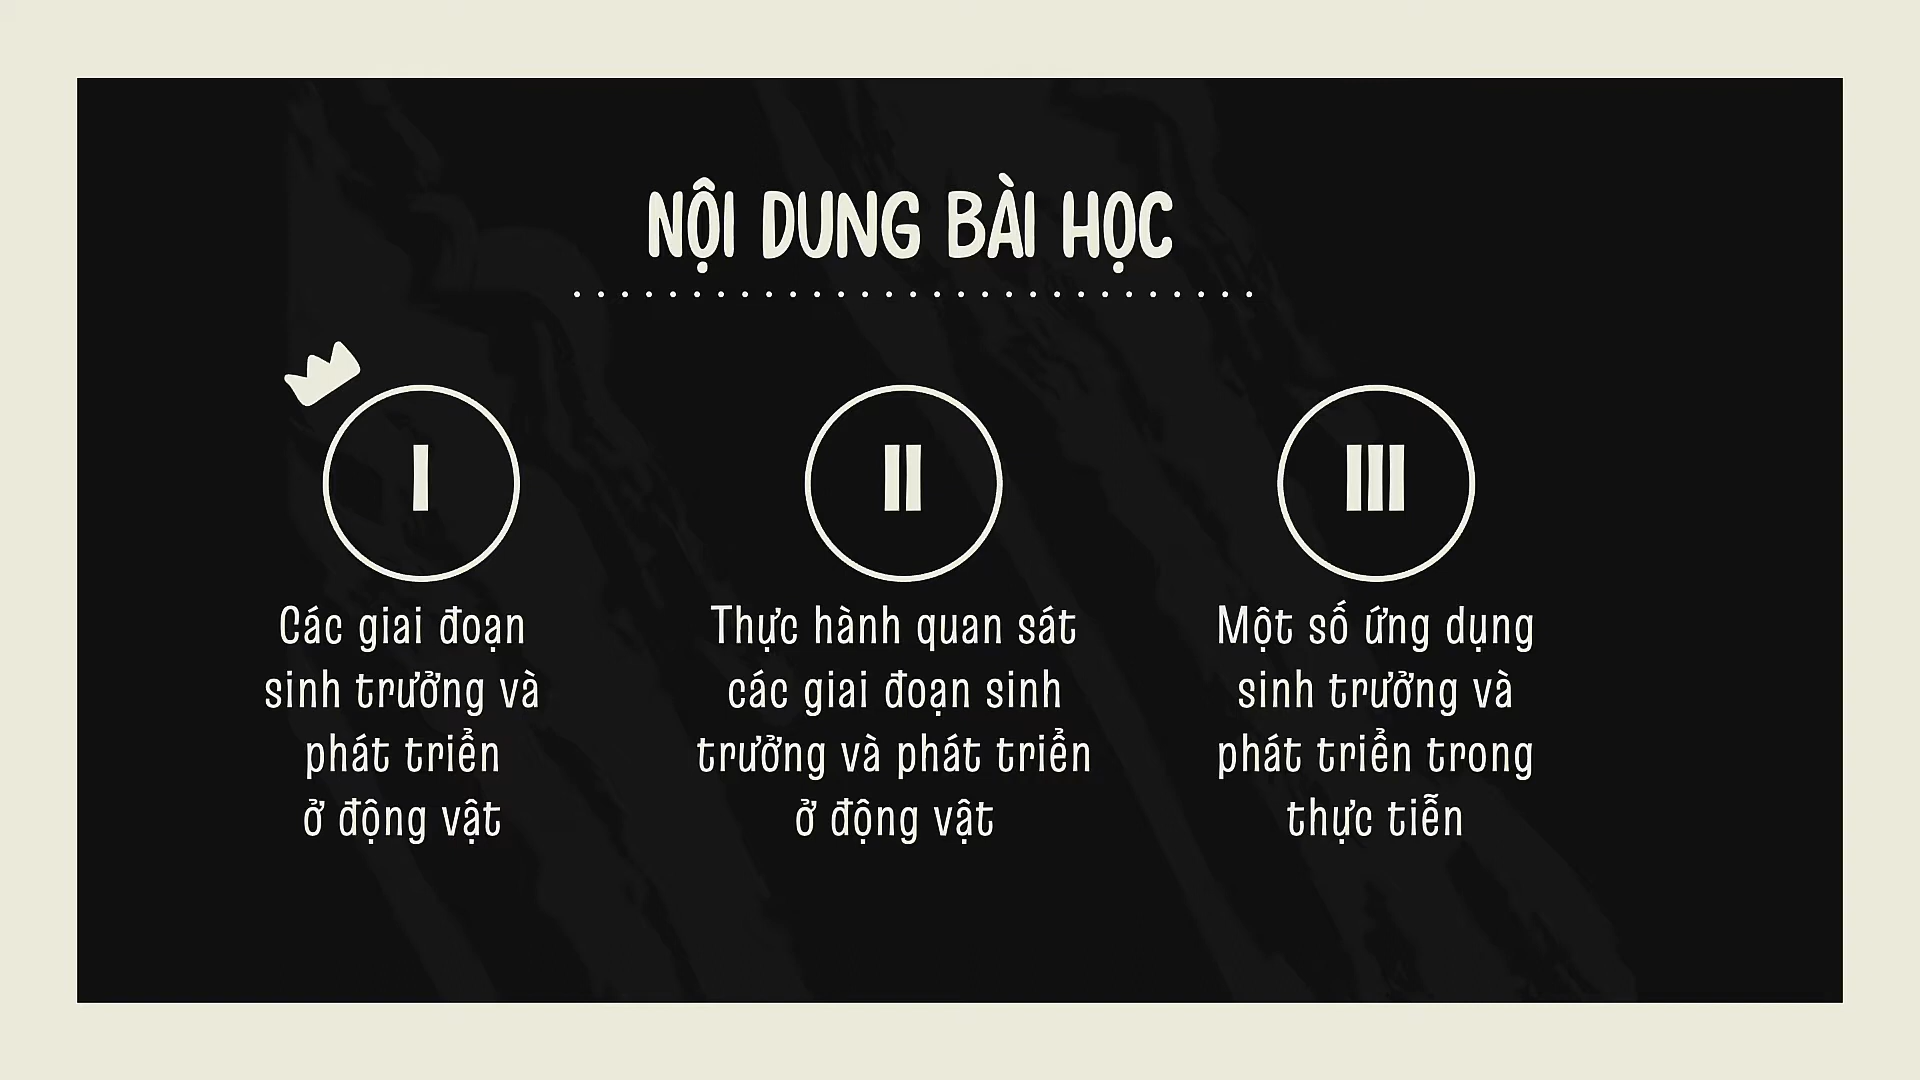 NỘI DUNG BÀI HỌC
I
Các giai đoạn
sinh trưởng và
phát triển
ở động vật
II
Thực hành quan sát
các giai đoạn sinh
trưởng và phát triển
ở động vật
III
Một số ứng dụng
sinh trưởng và
phát triển trong
thực tiễn